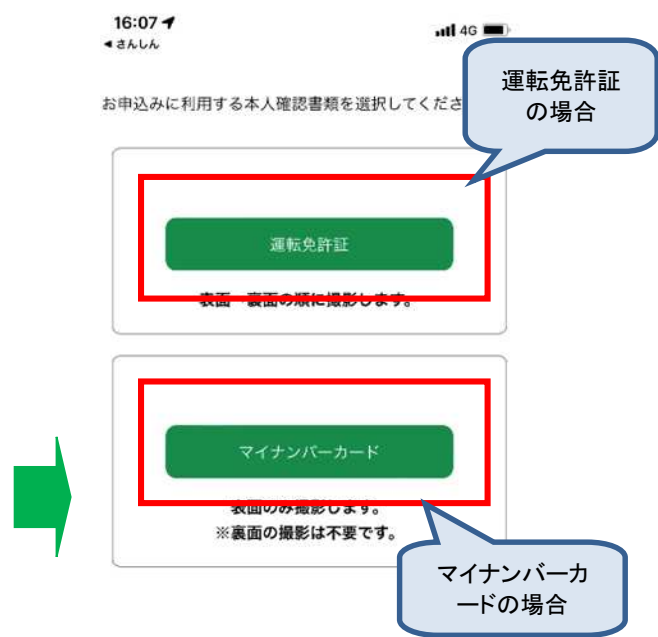 16:07
4G
◀ さんしん
運転免許証
の場合
お申込みに利用する本人確認書類を選択してくださ
運転免許証
表面→裏面の順に撮影します。
マイナンバーカード
表面のみ撮影します。
※裏面の撮影は不要です。
マイナンバーカ
ードの場合